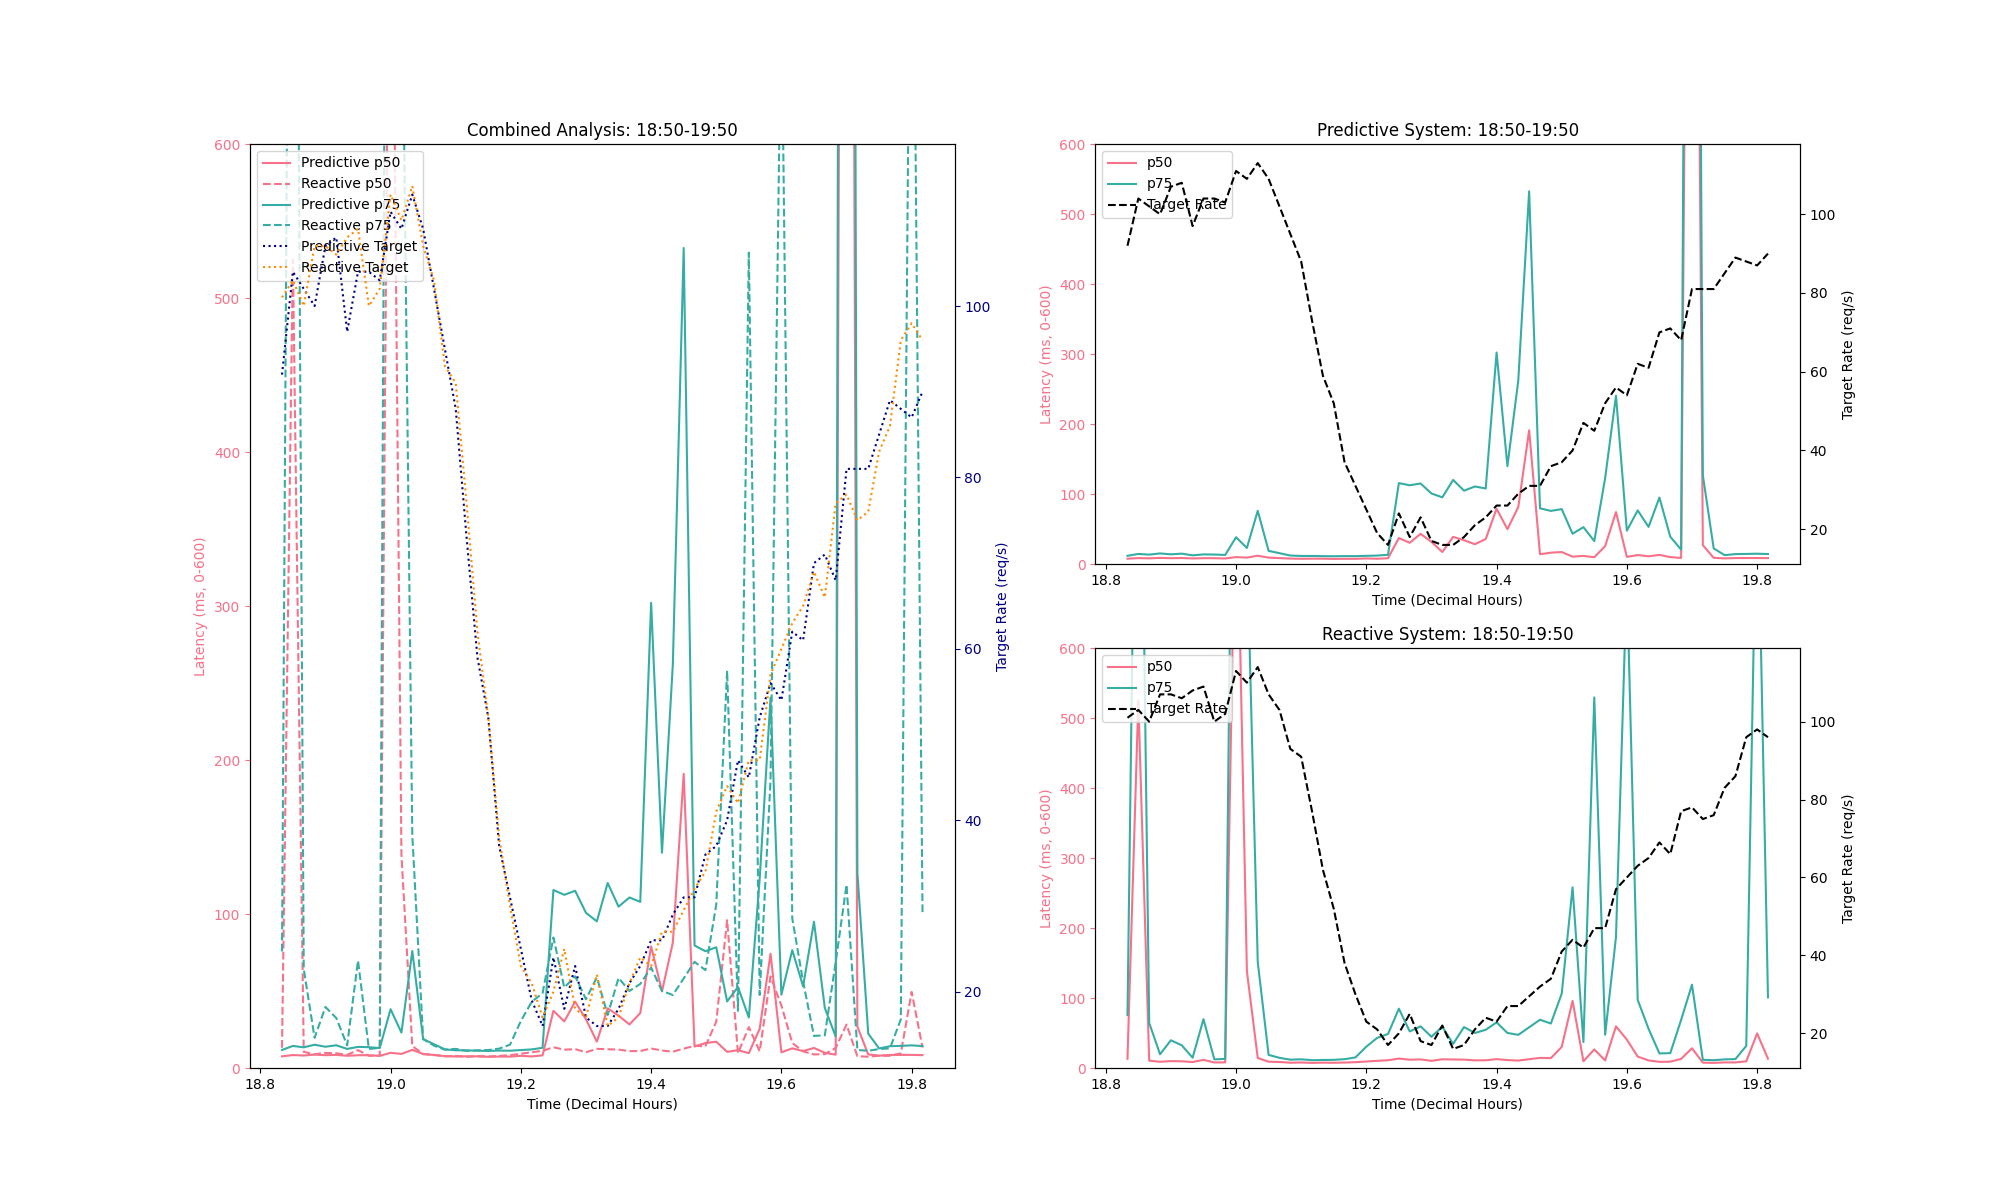 Combined Analysis: 18:50-19:50
Latency (ms, 0-600)
600
500
400
300
200
100
0
Predictive p50
Reactive p50
Predictive p75
Reactive p75
Predictive Target
Reactive Target
100
80
60
40
20
Target Rate (req/s)
18.8 19.0 19.2 19.4 19.6 19.8
Time (Decimal Hours)
Predictive System: 18:50-19:50
Latency (ms, 0-600)
600
500
400
300
200
100
0
p50
p75
Target Rate
100
80
60
40
20
Target Rate (req/s)
18.8 19.0 19.2 19.4 19.6 19.8
Time (Decimal Hours)
Reactive System: 18:50-19:50
Latency (ms, 0-600)
600
500
400
300
200
100
0
p50
p75
Target Rate
100
80
60
40
20
Target Rate (req/s)
18.8 19.0 19.2 19.4 19.6 19.8
Time (Decimal Hours)